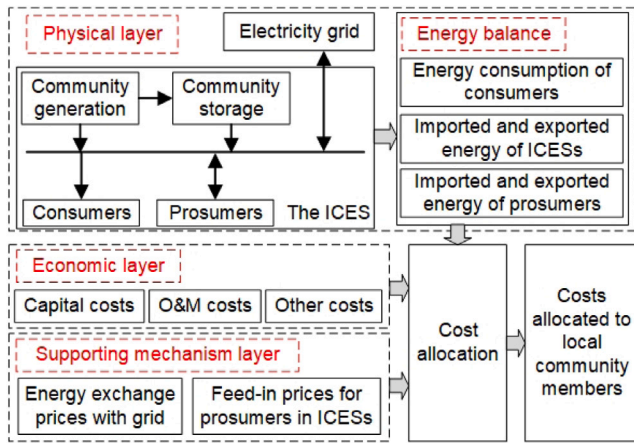 Physical layer
Electricity grid
Energy balance
Community
generation
Community
storage
Consumers
Prosumers
The ICES
Energy consumption of
consumers
Imported and exported
energy of ICESs
Imported and exported
energy of prosumers
Economic layer
Capital costs
O&M costs
Other costs
Supporting mechanism layer
Energy exchange
prices with grid
Feed-in prices for
prosumers in ICESs
Cost
allocation
Costs
allocated to
local
community
members